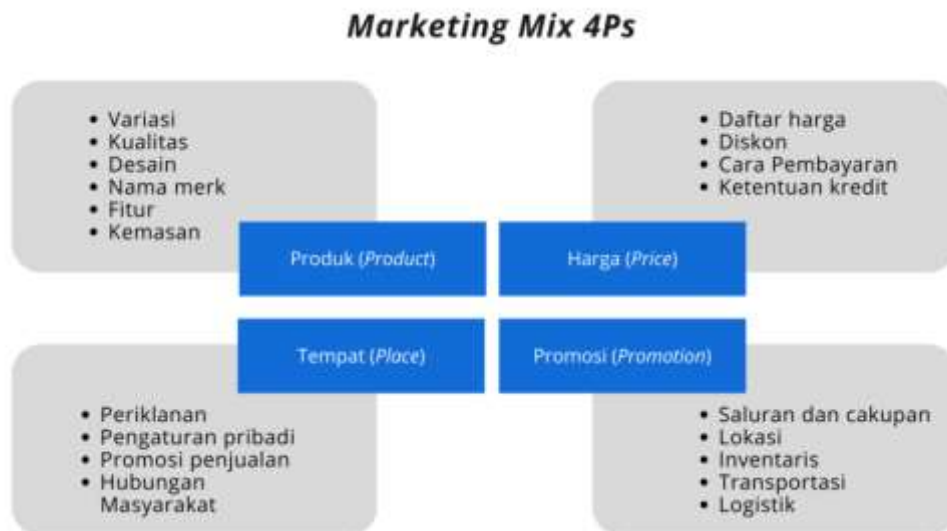 Marketing Mix 4Ps
• Variasi
• Kualitas
• Desain
• Nama merk
• Fitur
• Kemasan
• Daftar harga
• Diskon
• Cara Pembayaran
• Ketentuan kredit
Produk (Product)
Harga (Price)
Tempat (Place)
Promosi (Promotion)
• Periklanan
• Pengaturan pribadi
• Promosi penjualan
• Hubungan
Masyarakat
• Saluran dan cakupan
• Lokasi
• Inventaris
• Transportasi
• Logistik